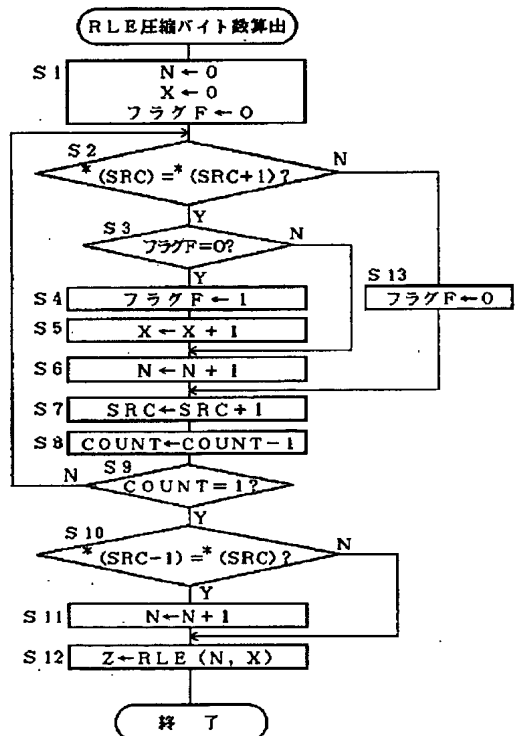 RLE圧縮バイト数算出
S1
N←0
X←0
フラグF←0
S2
*(SRC)=*(SRC+1)?
N
Y
S3
フラグF=0?
N
Y
S13
フラグF←0
S4
フラグF←1
S5
X←X+1
S6
N←N+1
S7
SRC←SRC+1
S8
COUNT←COUNT-1
S9
COUNT=1?
N
Y
S10
*(SRC-1)=*(SRC)?
N
Y
S11
N←N+1
S12
Z←RLE(N,X)
終了